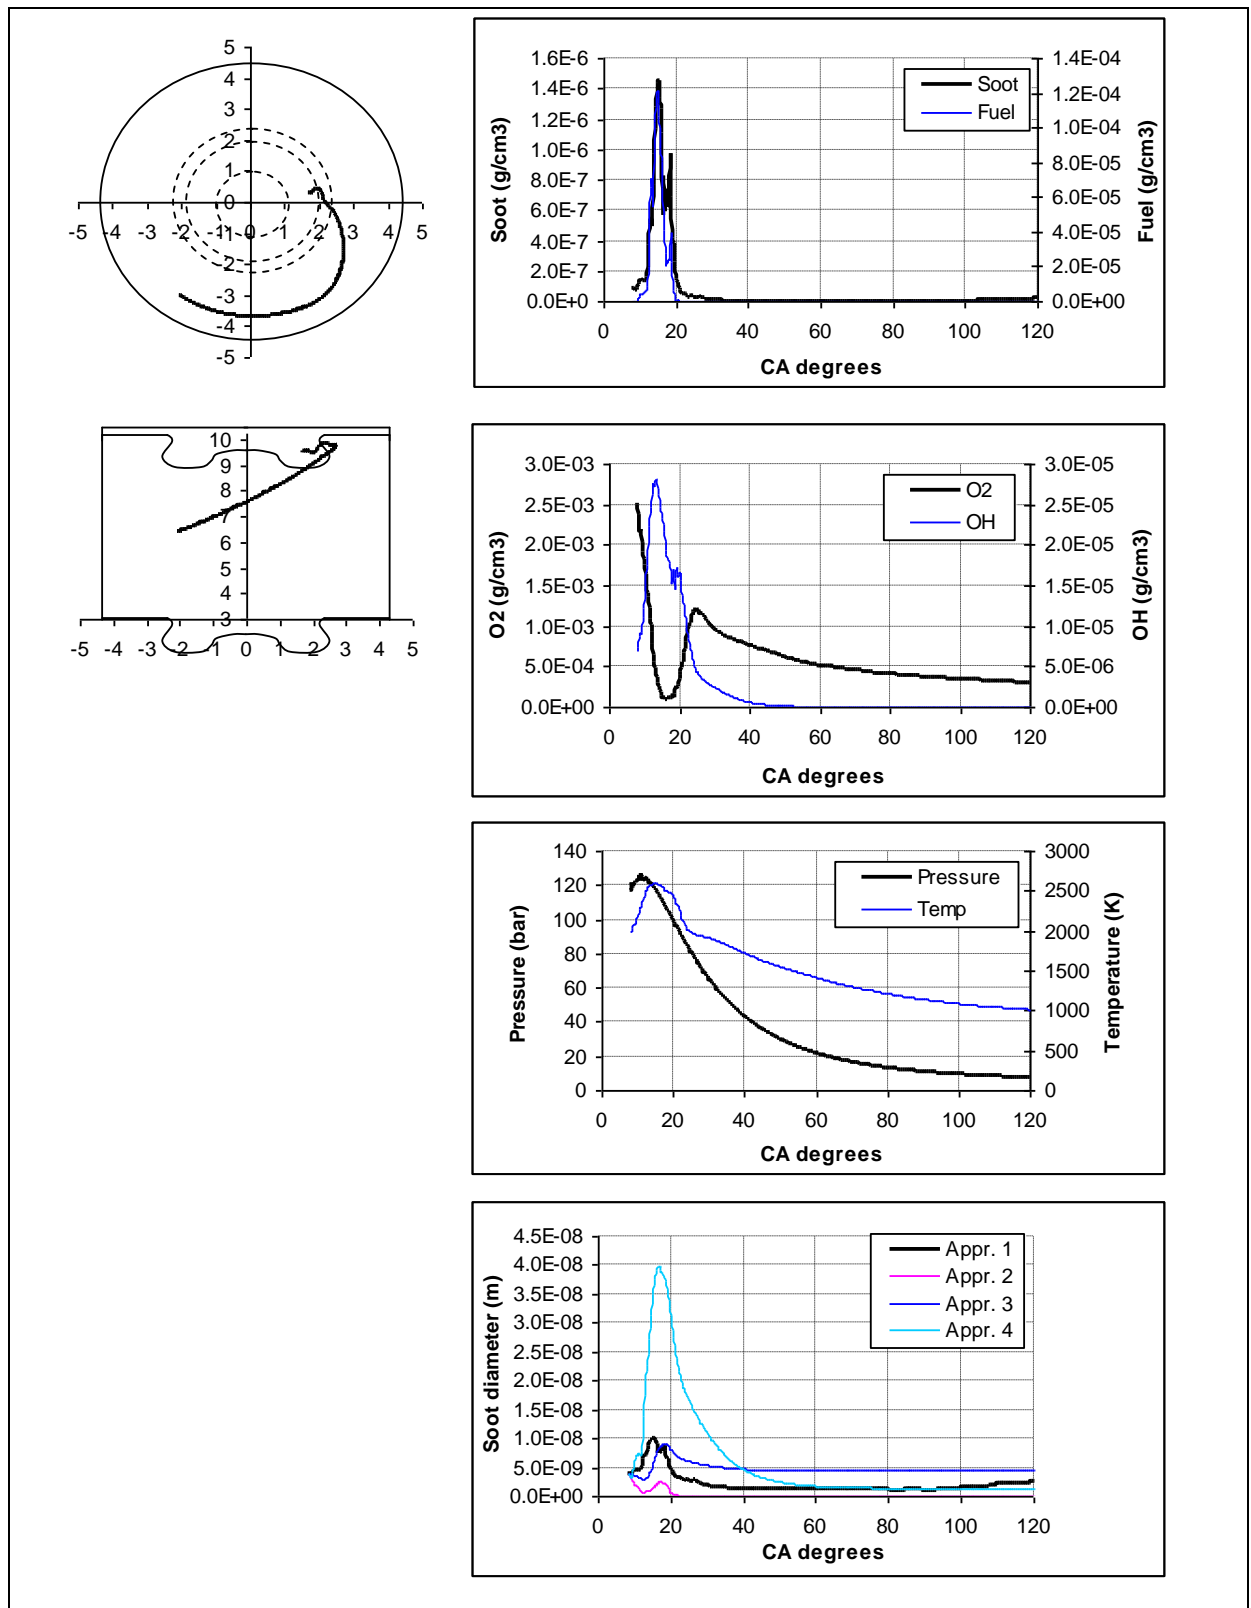 5
4
3
2
1
0
-5 -4 -3 -2 -1 0 1 2 3 4 5
-1
-2
-3
-4
-5
1.6E-6
1.4E-6
1.2E-6
1.0E-6
8.0E-7
6.0E-7
4.0E-7
2.0E-7
0.0E+0
Soot (g/cm3)
1.4E-04
1.2E-04
1.0E-04
8.0E-05
6.0E-05
4.0E-05
2.0E-05
0.0E+00
Fuel (g/cm3)
Soot
Fuel
0 20 40 60 80 100 120
CA degrees
10
9
8
7
6
5
4
3
-5 -4 -3 -2 -1 0 1 2 3 4 5
3.0E-03
2.5E-03
2.0E-03
1.5E-03
1.0E-03
5.0E-04
0.0E+00
O2 (g/cm3)
3.0E-05
2.5E-05
2.0E-05
1.5E-05
1.0E-05
5.0E-06
0.0E+00
OH (g/cm3)
O2
OH
0 20 40 60 80 100 120
CA degrees
140
120
100
80
60
40
20
0
Pressure (bar)
3000
2500
2000
1500
1000
500
0
Temperature (K)
Pressure
Temp
0 20 40 60 80 100 120
CA degrees
4.5E-08
4.0E-08
3.5E-08
3.0E-08
2.5E-08
2.0E-08
1.5E-08
1.0E-08
5.0E-09
0.0E+00
Soot diameter (m)
Appr. 1
Appr. 2
Appr. 3
Appr. 4
0 20 40 60 80 100 120
CA degrees